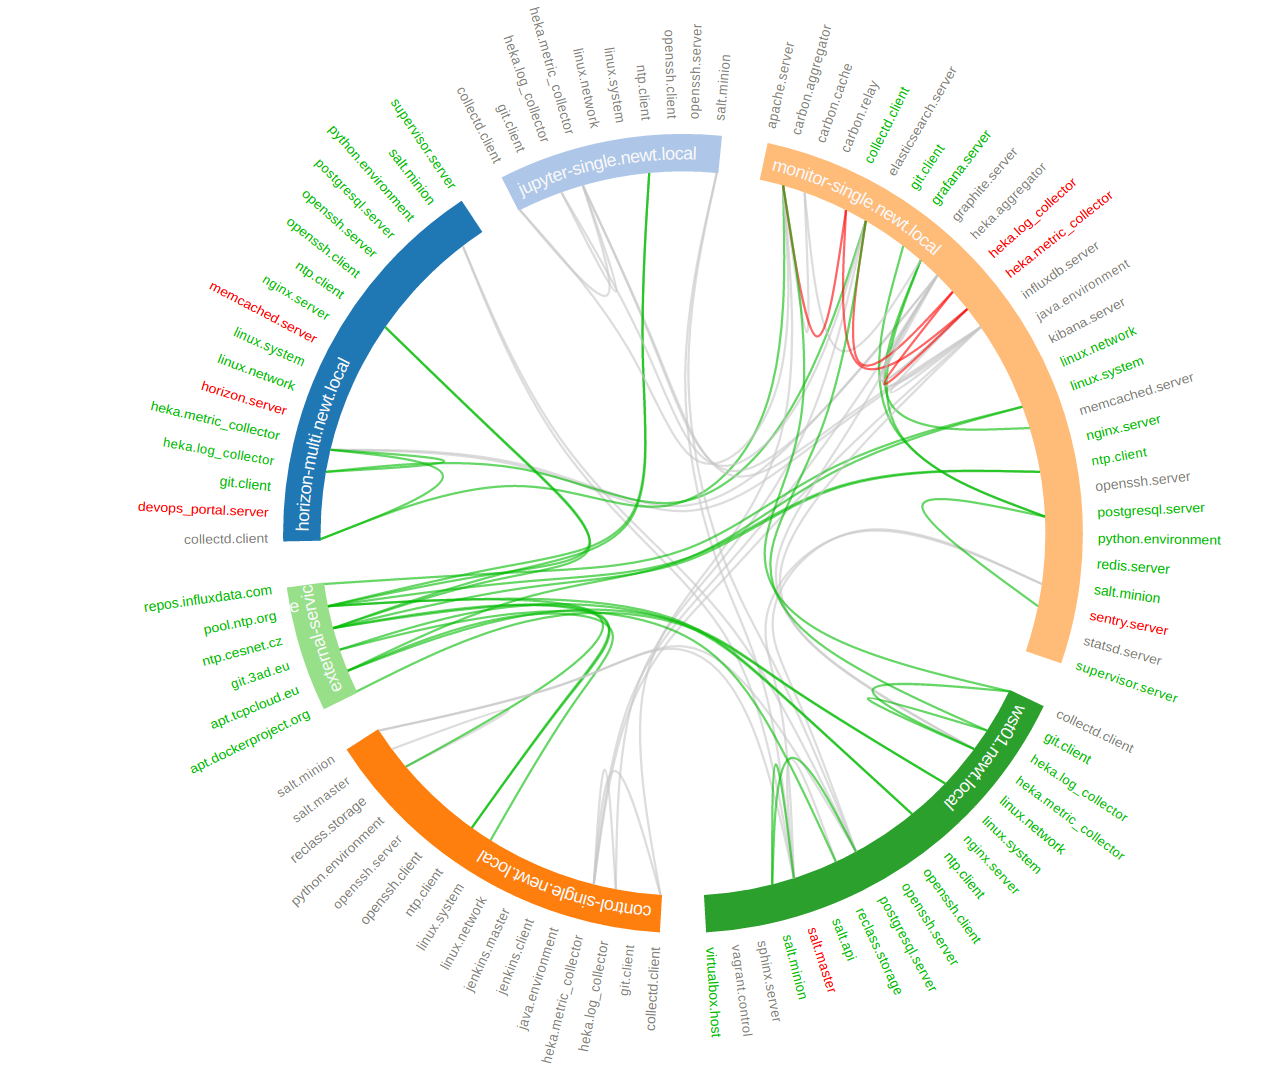 jupyter-single.newt.local
collectd.client
git.client
heka.log_collector
heka.metric_collector
linux.network
linux.system
ntp.client
openssh.client
openssh.server
salt.minion
monitor-single.newt.local
apache.server
carbon.aggregator
carbon.cache
carbon.relay
collectd.client
elasticsearch.server
git.client
grafana.server
graphite.server
heka.aggregator
heka.log_collector
heka.metric_collector
influxdb.server
java.environment
kibana.server
linux.network
linux.system
memcached.server
nginx.server
ntp.client
openssh.server
postgresql.server
python.environment
redis.server
salt.minion
sentry.server
statsd.server
supervisor.server
wst01.newt.local
collectd.client
git.client
heka.log_collector
heka.metric_collector
linux.network
linux.system
nginx.server
ntp.client
openssh.client
openssh.server
postgresql.server
reclass.storage
salt.api
salt.master
salt.minion
sphinx.server
vagrant.control
virtualbox.host
control-single.newt.local
collectd.client
git.client
heka.log_collector
heka.metric_collector
java.environment
jenkins.client
jenkins.master
linux.network
linux.system
ntp.client
openssh.client
openssh.server
python.environment
reclass.storage
salt.master
salt.minion
external-service
apt.dockerproject.org
apt.tcpcloud.eu
git.3ad.eu
ntp.cesnet.cz
pool.ntp.org
repos.influxdata.com
horizon-multi.newt.local
collectd.client
devops_portal.server
git.client
heka.log_collector
heka.metric_collector
horizon.server
linux.network
linux.system
memcached.server
nginx.server
ntp.client
openssh.client
openssh.server
postgresql.server
python.environment
salt.minion
supervisor.server